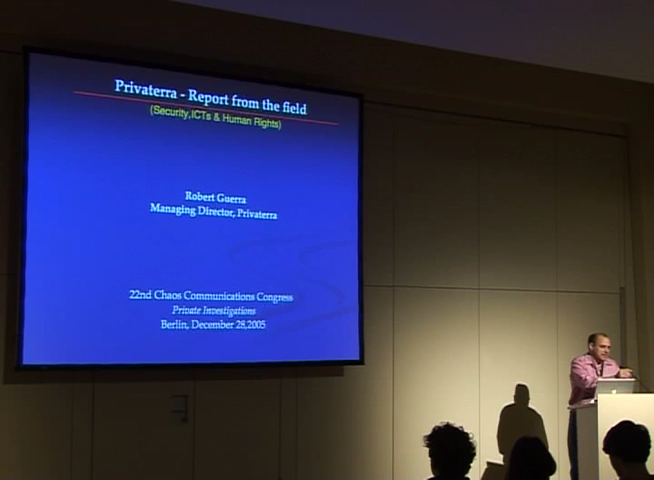 Privaterra - Report from the field
(Security,ICTs & Human Rights)
Robert Guerra
Managing Director, Privaterra
22nd Chaos Communications Congress
Private Investigations
Berlin, December 28,2005